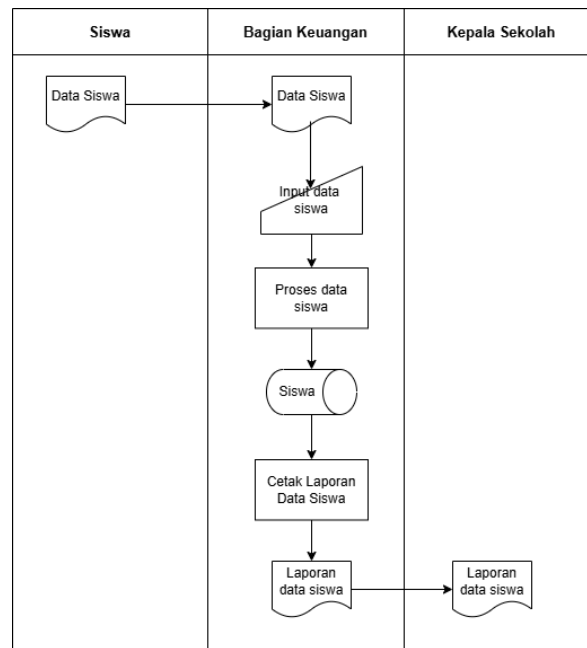 Siswa
Bagian Keuangan
Kepala Sekolah
Data Siswa
Data Siswa
Input data
siswa
Proses data
siswa
Siswa
Cetak Laporan
Data Siswa
Laporan
data siswa
Laporan
data siswa